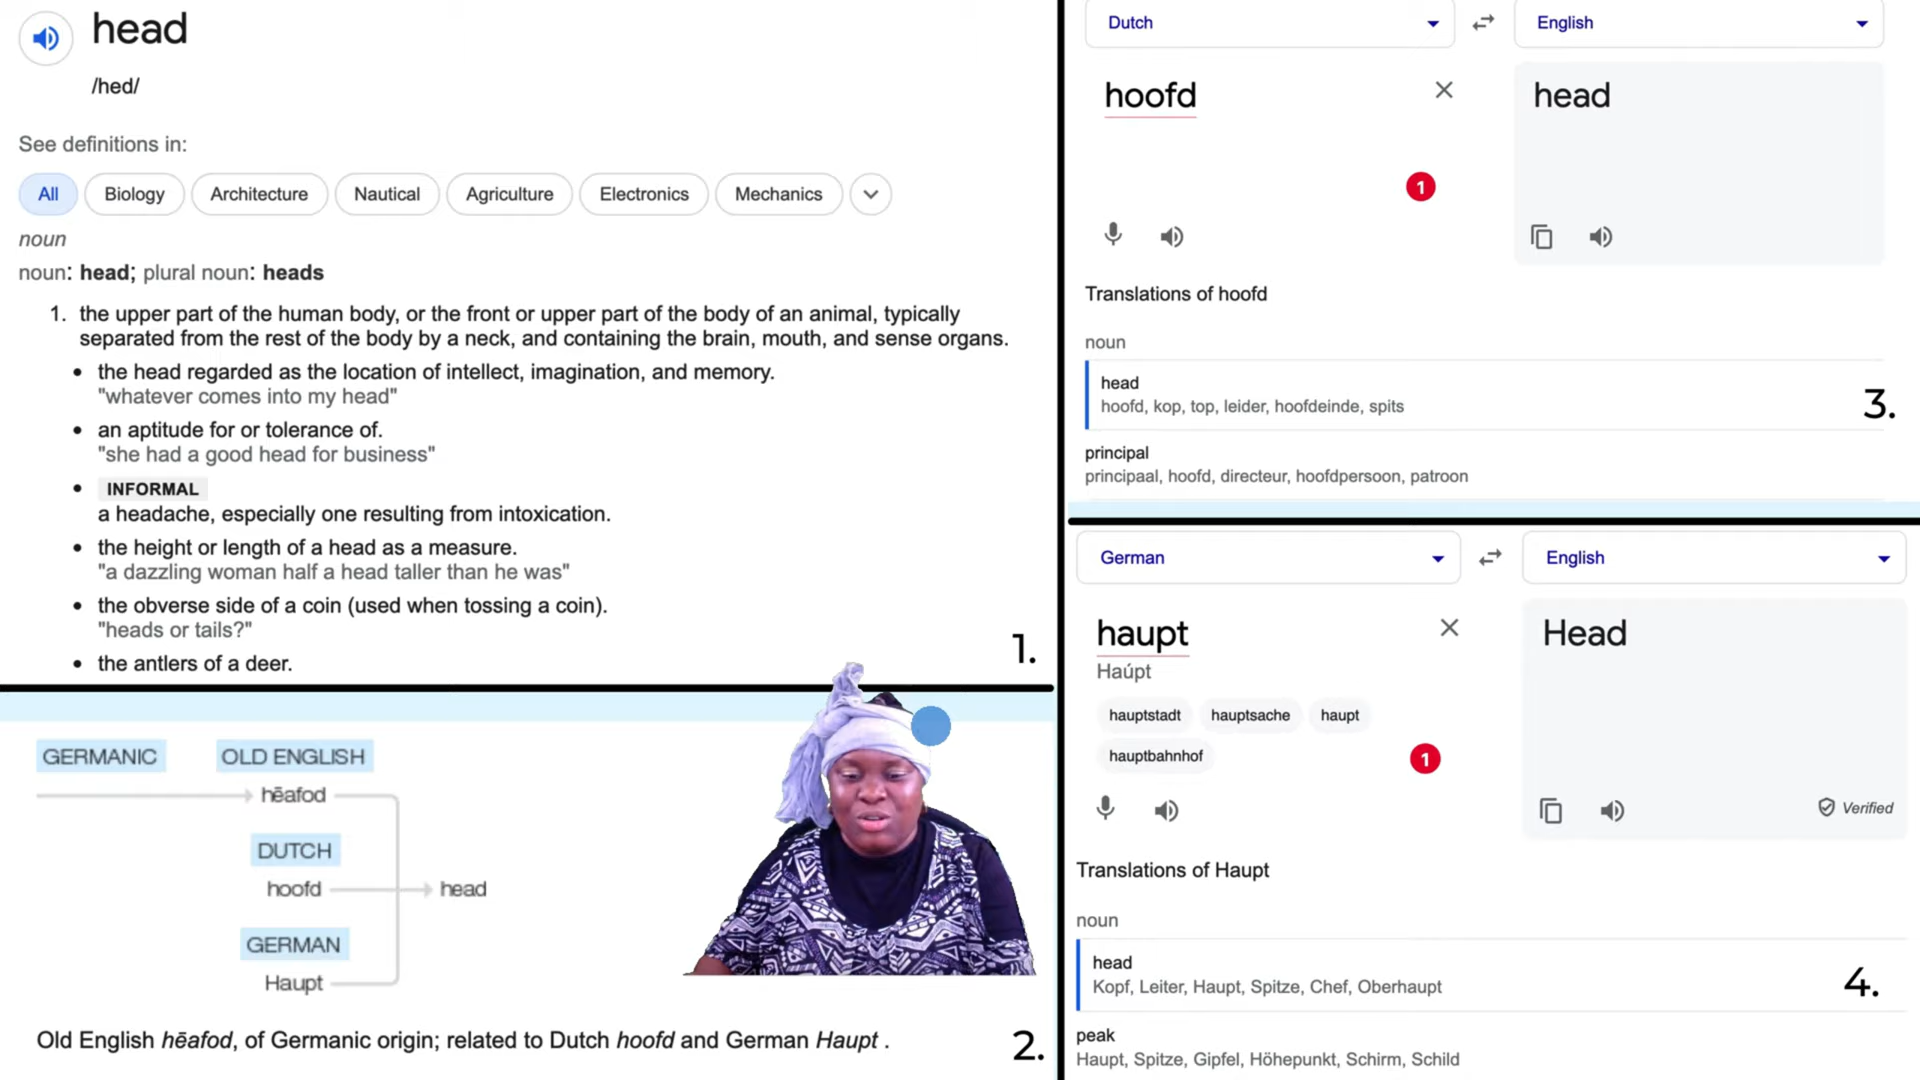 head
/hed/
See definitions in:
All Biology Architecture Nautical Agriculture Electronics Mechanics
noun
noun: head; plural noun: heads
1. the upper part of the human body, or the front or upper part of the body of an animal, typically
separated from the rest of the body by a neck, and containing the brain, mouth, and sense organs.
• the head regarded as the location of intellect, imagination, and memory.
"whatever comes into my head"
• an aptitude for or tolerance of.
"she had a good head for business"
• INFORMAL
a headache, especially one resulting from intoxication.
• the height or length of a head as a measure.
"a dazzling woman half a head taller than he was"
• the obverse side of a coin (used when tossing a coin).
"heads or tails?"
• the antlers of a deer.
1.
GERMANIC OLD ENGLISH
hēafod
DUTCH
hoofd head
GERMAN
Haupt
Old English hēafod, of Germanic origin; related to Dutch hoofd and German Haupt .
2.
Dutch English
hoofd head
1
Translations of hoofd
noun
head
hoofd, kop, top, leider, hoofdeinde, spits
3.
principal
principaal, hoofd, directeur, hoofdpersoon, patroon
German English
haupt Head
Haúpt
hauptstadt hauptsache haupt
hauptbahnhof
1
Verified
Translations of Haupt
noun
head
Kopf, Leiter, Haupt, Spitze, Chef, Oberhaupt
4.
peak
Haupt, Spitze, Gipfel, Höhepunkt, Schirm, Schild